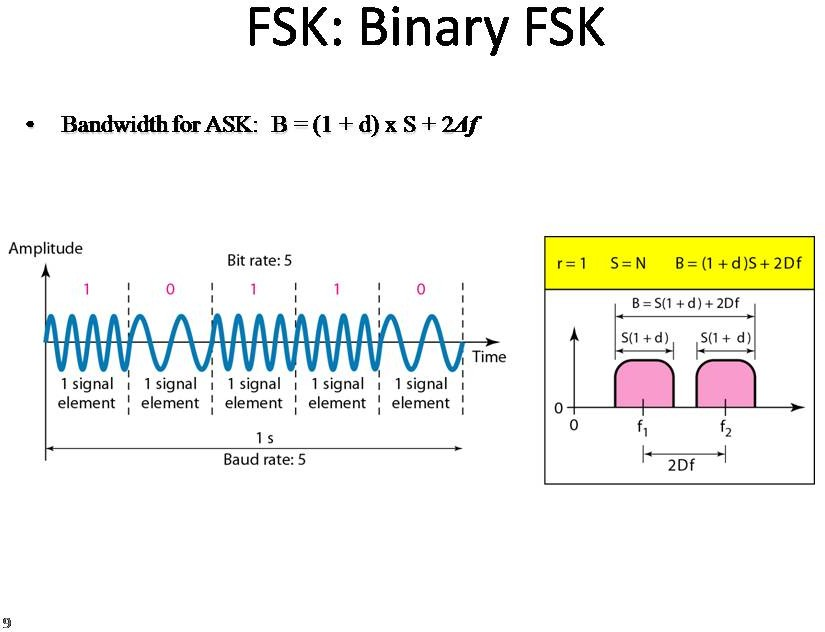 FSK: Binary FSK
• Bandwidth for ASK: B = (1 + d) x S + 2Δf
Amplitude
Bit rate: 5
1 0 1 1 0
Time
1 signal element
1 signal element
1 signal element
1 signal element
1 signal element
1 s
Baud rate: 5
r = 1 S = N B = (1 + d)S + 2Df
B = S(1 + d) + 2Df
S(1 + d) S(1 + d)
0
0 f₁ f₂
2Df
9